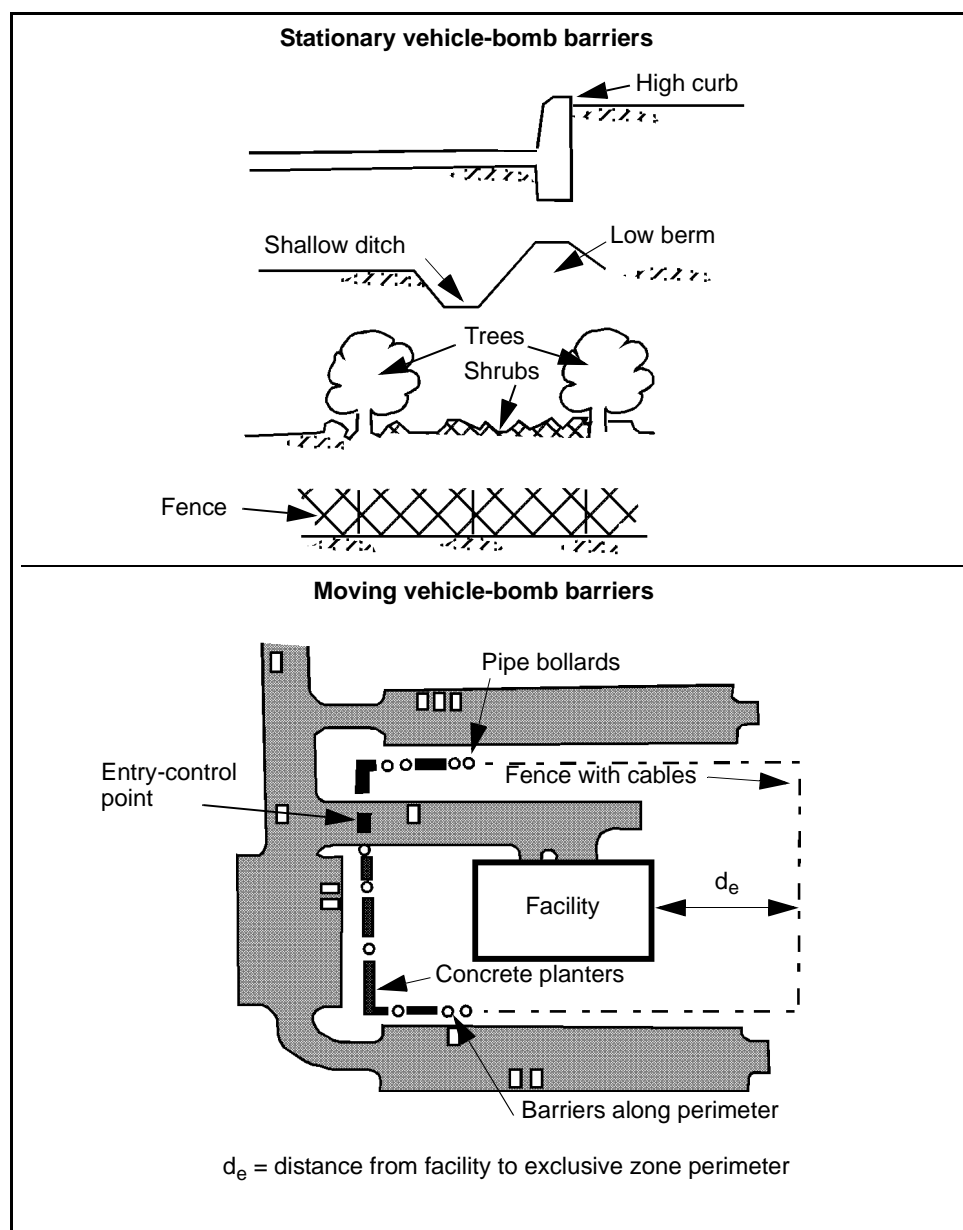 Stationary vehicle-bomb barriers
High curb
Shallow ditch
Low berm
Trees
Shrubs
Fence
Moving vehicle-bomb barriers
Pipe bollards
Entry-control
point
Fence with cables
Facility
de
Concrete planters
Barriers along perimeter
de = distance from facility to exclusive zone perimeter